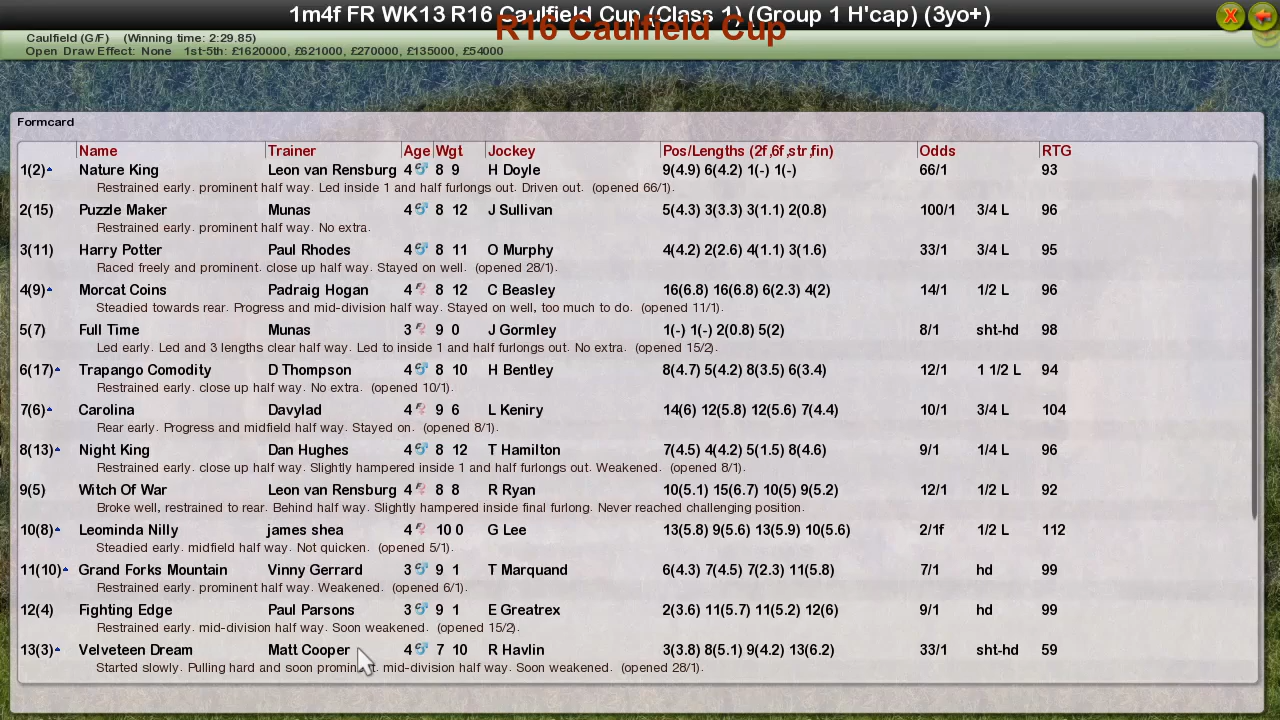 1m4f FR WK13 R16 Caulfield Cup (Class 1) (Group 1 H'cap) (3yo+)
R16 Caulfield Cup
Caulfield (G/F) (Winning time: 2:29.85)
Open Draw Effect: None 1st-5th: £1620000, £621000, £270000, £135000, £54000
Formcard
Name Trainer Age Wgt Jockey Pos/Lengths (2f,6f,str,fin) Odds RTG
1(2) Nature King Leon van Rensburg 4 8 9 H Doyle 9(4.9) 6(4.2) 1(-) 1(-) 66/1 93
Restrained early. prominent half way. Led inside 1 and half furlongs out. Driven out. (opened 66/1).
2(15) Puzzle Maker Munas 4 8 12 J Sullivan 5(4.3) 3(3.3) 3(1.1) 2(0.8) 100/1 3/4 L 96
Restrained early. prominent half way. No extra.
3(11) Harry Potter Paul Rhodes 4 8 11 O Murphy 4(4.2) 2(2.6) 4(1.1) 3(1.6) 33/1 3/4 L 95
Raced freely and prominent. close up half way. Stayed on well. (opened 28/1).
4(9) Morcat Coins Padraig Hogan 4 8 12 C Beasley 16(6.8) 16(6.8) 6(2.3) 4(2) 14/1 1/2 L 96
Steadied towards rear. Progress and mid-division half way. Stayed on well, too much to do. (opened 11/1).
5(7) Full Time Munas 3 9 0 J Gormley 1(-) 1(-) 2(0.8) 5(2) 8/1 sht-hd 98
Led early. Led and 3 lengths clear half way. Led to inside 1 and half furlongs out. No extra. (opened 15/2).
6(17) Trapango Comodity D Thompson 4 8 10 H Bentley 8(4.7) 5(4.2) 8(3.5) 6(3.4) 12/1 1 1/2 L 94
Restrained early. close up half way. No extra. (opened 10/1).
7(6) Carolina Davylad 4 9 6 L Keniry 14(6) 12(5.8) 12(5.6) 7(4.4) 10/1 3/4 L 104
Rear early. Progress and midfield half way. Stayed on. (opened 8/1).
8(13) Night King Dan Hughes 4 8 12 T Hamilton 7(4.5) 4(4.2) 5(1.5) 8(4.6) 9/1 1/4 L 96
Restrained early. close up half way. Slightly hampered inside 1 and half furlongs out. Weakened. (opened 8/1).
9(5) Witch Of War Leon van Rensburg 4 8 8 R Ryan 10(5.1) 15(6.7) 10(5) 9(5.2) 12/1 1/2 L 92
Broke well, restrained to rear. Behind half way. Slightly hampered inside final furlong. Never reached challenging position.
10(8) Leominda Nilly james shea 4 10 0 G Lee 13(5.8) 9(5.6) 13(5.9) 10(5.6) 2/1f 1/2 L 112
Steadied early. midfield half way. Not quicken. (opened 5/1).
11(10) Grand Forks Mountain Vinny Gerrard 3 9 1 T Marquand 6(4.3) 7(4.5) 7(2.3) 11(5.8) 7/1 hd 99
Restrained early. prominent half way. Weakened. (opened 6/1).
12(4) Fighting Edge Paul Parsons 3 9 1 E Greatrex 2(3.6) 11(5.7) 11(5.2) 12(6) 9/1 hd 99
Restrained early. mid-division half way. Soon weakened. (opened 15/2).
13(3) Velveteen Dream Matt Cooper 4 7 10 R Havlin 3(3.8) 8(5.1) 9(4.2) 13(6.2) 33/1 sht-hd 59
Started slowly. Pulling hard and soon prominent. mid-division half way. Soon weakened. (opened 28/1).